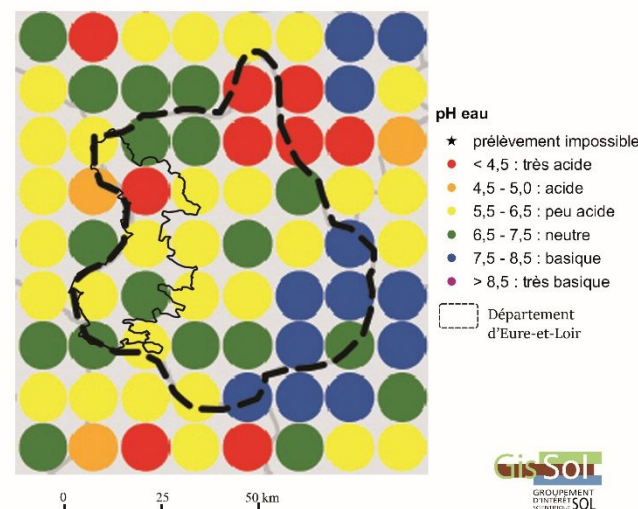 pH eau
prélèvement impossible
< 4,5 : très acide
4,5 - 5,0 : acide
5,5 - 6,5 : peu acide
6,5 - 7,5 : neutre
7,5 - 8,5 : basique
> 8,5 : très basique
Département
d'Eure-et-Loir
0 25 50 km
GisSol
GROUPEMENT
D'INTÉRÊT
SCIENTIFIQUE SOL